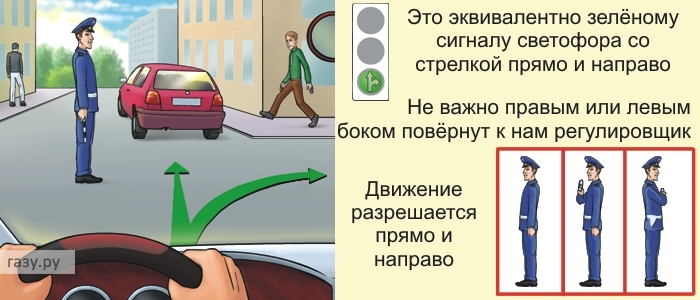 Это эквивалентно зелёному
сигналу светофора со
стрелкой прямо и направо
Не важно правым или левым
боком повёрнут к нам регулировщик
Движение
разрешается
прямо и
направо
газу.ру